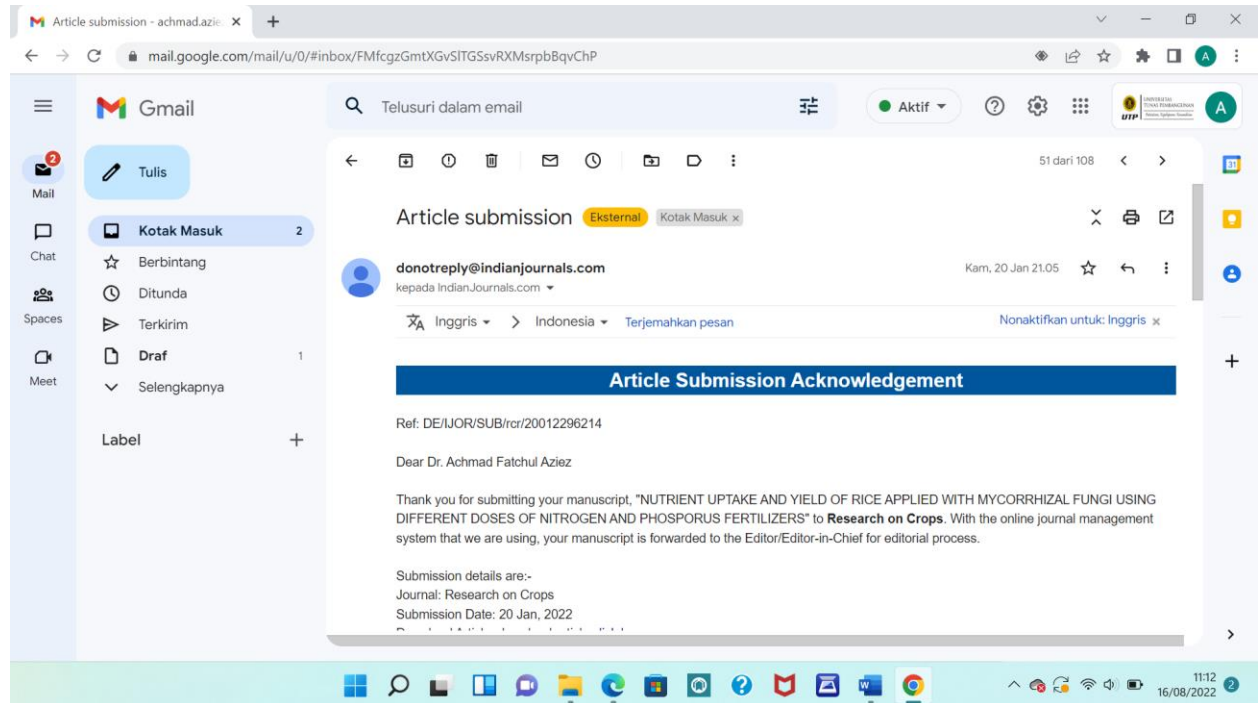 Article submission - achmad.azie
mail.google.com/mail/u/0/#inbox/FMfcgzGmtXGvSlTGSsvRXMsrpbBqvChP
A
Gmail
Telusuri dalam email
Aktif
UTP
UNIVERSITAS
TUNAS PEMBANGUNAN
A
2
Mail
Chat
Spaces
Meet
Tulis
Kotak Masuk 2
Berbintang
Ditunda
Terkirim
Draf 1
Selengkapnya
Label
51 dari 108
31
Article submission Eksternal Kotak Masuk x
donotreply@indianjournals.com Kam, 20 Jan 21.05
kepada IndianJournals.com
Inggris > Indonesia Terjemahkan pesan Nonaktifkan untuk: Inggris x
Article Submission Acknowledgement
Ref: DE/IJOR/SUB/rcr/20012296214
Dear Dr. Achmad Fatchul Aziez
Thank you for submitting your manuscript, "NUTRIENT UPTAKE AND YIELD OF RICE APPLIED WITH MYCORRHIZAL FUNGI USING
DIFFERENT DOSES OF NITROGEN AND PHOSPORUS FERTILIZERS" to Research on Crops. With the online journal management
system that we are using, your manuscript is forwarded to the Editor/Editor-in-Chief for editorial process.
Submission details are:-
Journal: Research on Crops
Submission Date: 20 Jan, 2022
11:12
16/08/2022
2